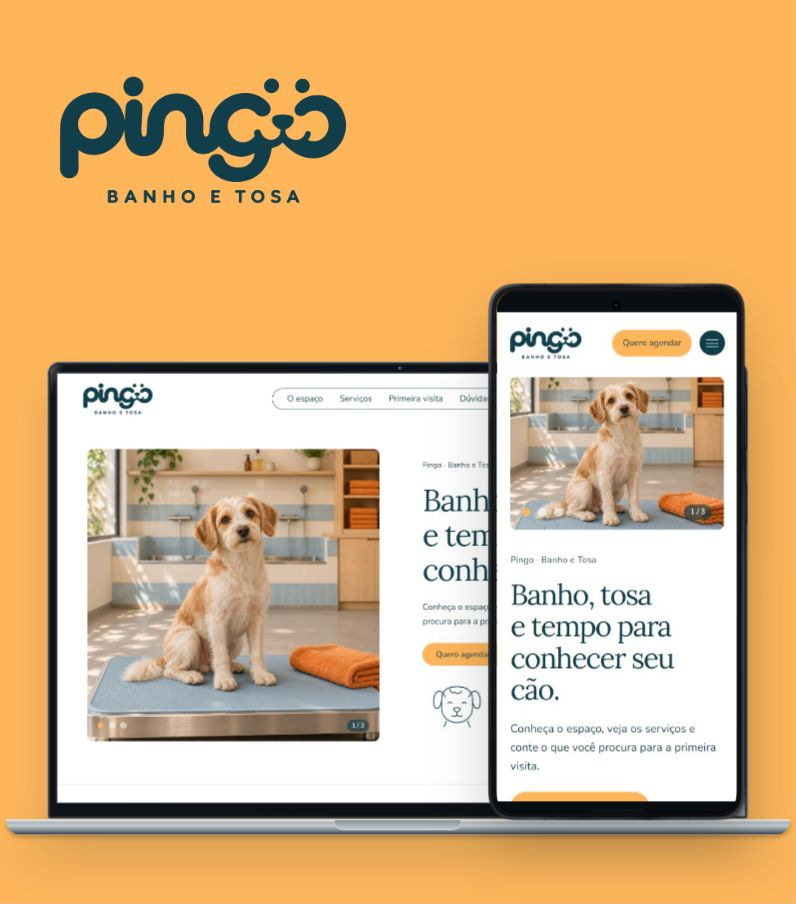 pingo
BANHO E TOSA
pingo
BANHO E TOSA
O espaço
Serviços
Primeira visita
Dúvidas
Pingo · Banho e Tos
Banh
e tem
conh
Conheça o espaç
procura para a pr
Quero agenda
1/3
pingo
BANHO E TOSA
Quero agendar
1/3
Pingo · Banho e Tosa
Banho, tosa
e tempo para
conhecer seu
cão.
Conheça o espaço, veja os serviços e
conte o que você procura para a primeira
visita.